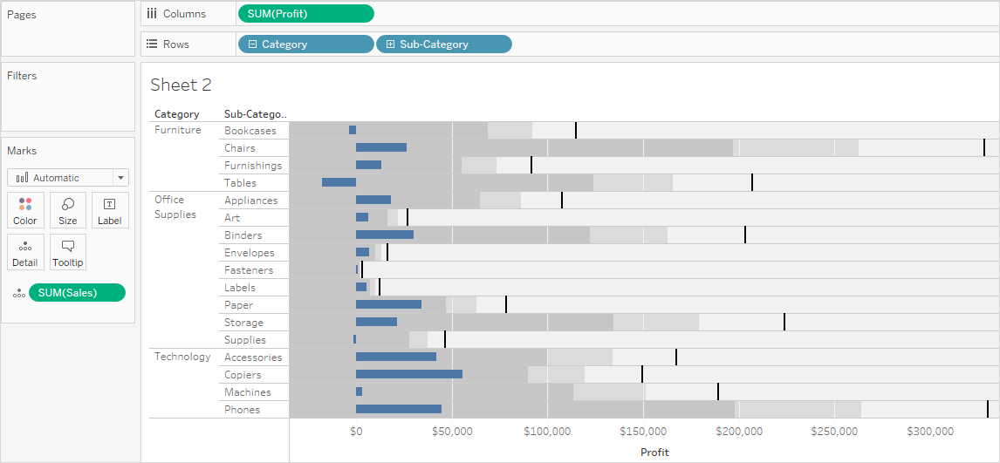 Pages
Columns
SUM(Profit)
Rows
Category
Sub-Category
Filters
Marks
Automatic
Color
Size
Label
Detail
Tooltip
SUM(Sales)
Sheet 2
Category Sub-Catego..
Furniture Bookcases
Chairs
Furnishings
Tables
Office Supplies Appliances
Art
Binders
Envelopes
Fasteners
Labels
Paper
Storage
Supplies
Technology Accessories
Copiers
Machines
Phones
$0 $50,000 $100,000 $150,000 $200,000 $250,000 $300,000
Profit